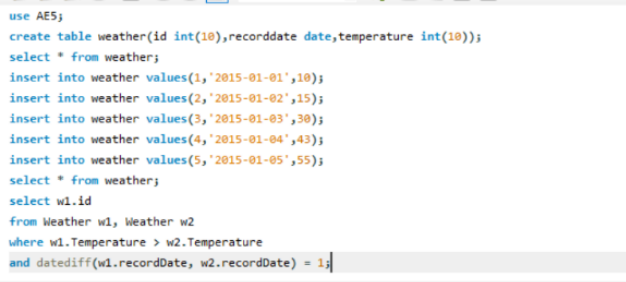 use AE5;
create table weather(id int(10),recorddate date,temperature int(10));
select * from weather;
insert into weather values(1,'2015-01-01',10);
insert into weather values(2,'2015-01-02',15);
insert into weather values(3,'2015-01-03',30);
insert into weather values(4,'2015-01-04',43);
insert into weather values(5,'2015-01-05',55);
select * from weather;
select w1.id
from Weather w1, Weather w2
where w1.Temperature > w2.Temperature
and datediff(w1.recordDate, w2.recordDate) = 1;